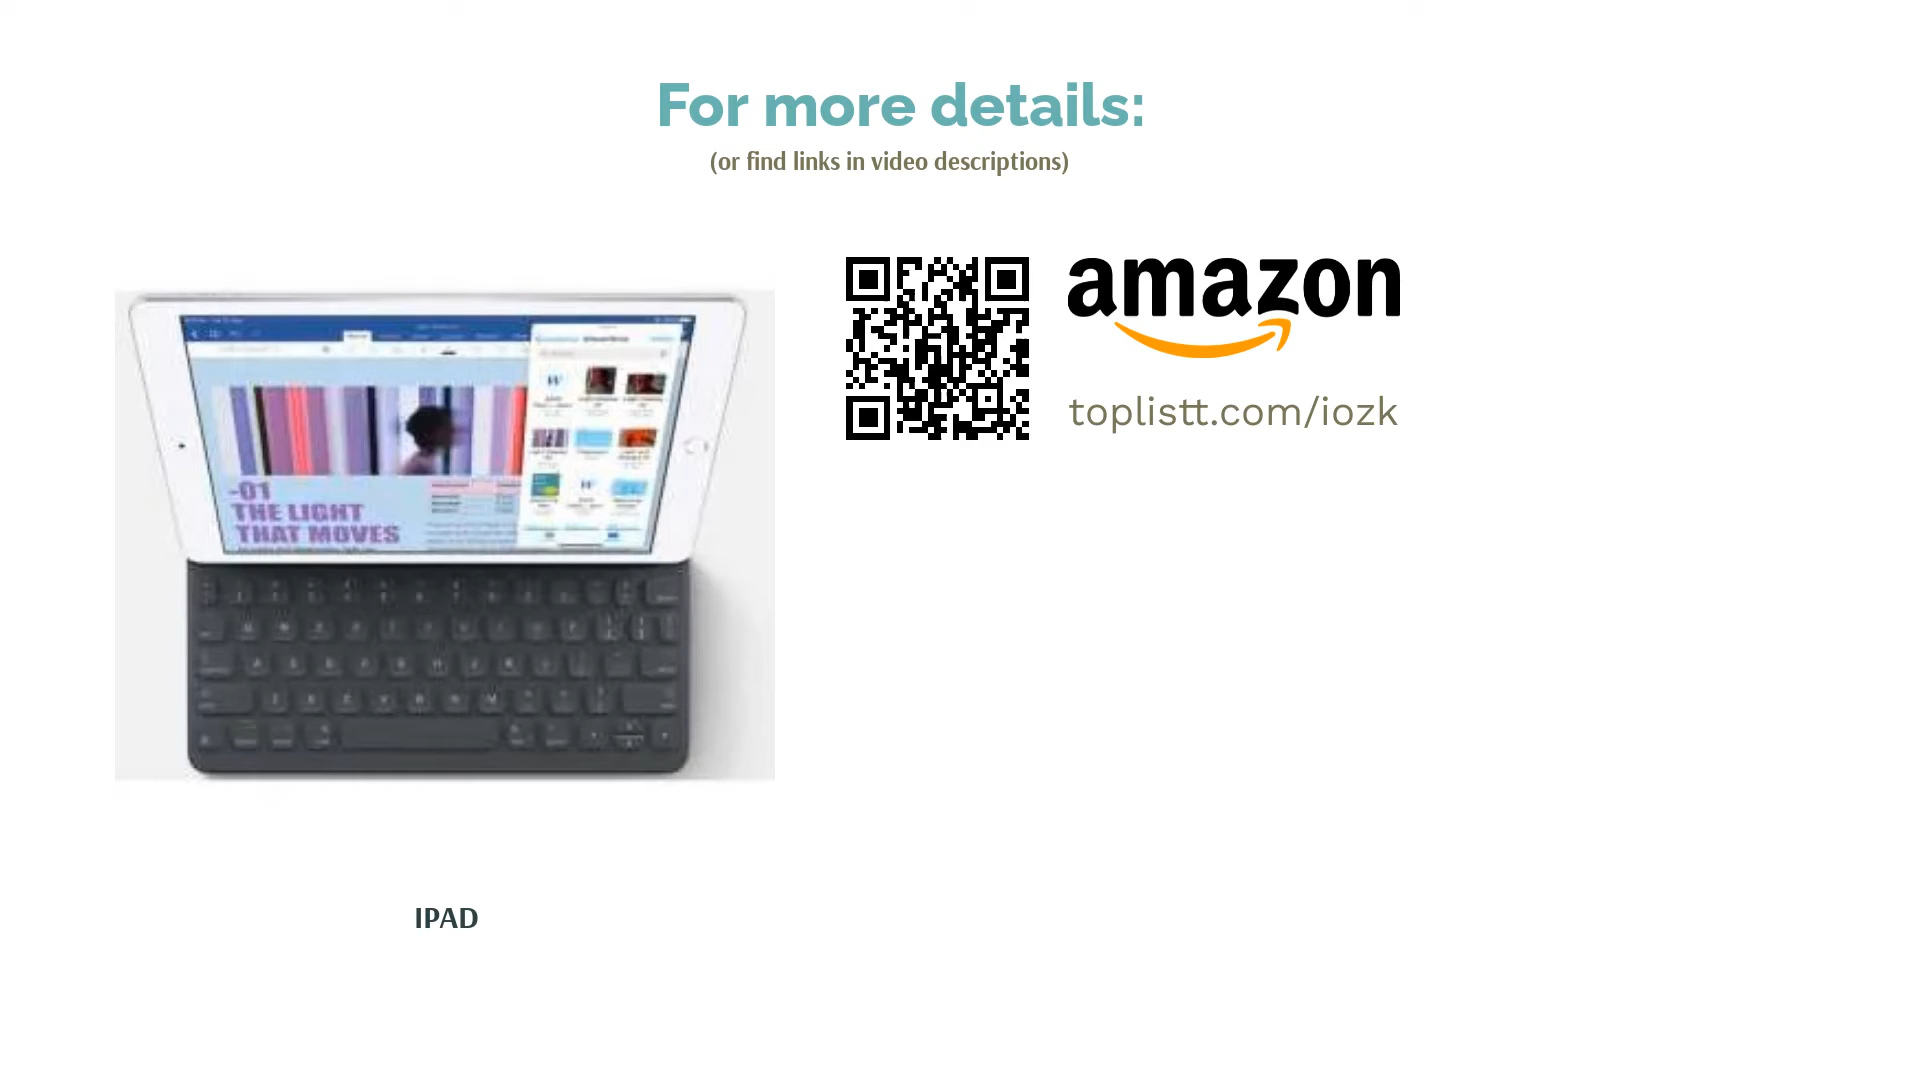 For more details:
(or find links in video descriptions)
amazon
toplistt.com/iozk
-01
THE LIGHT
THAT MOVES
IPAD